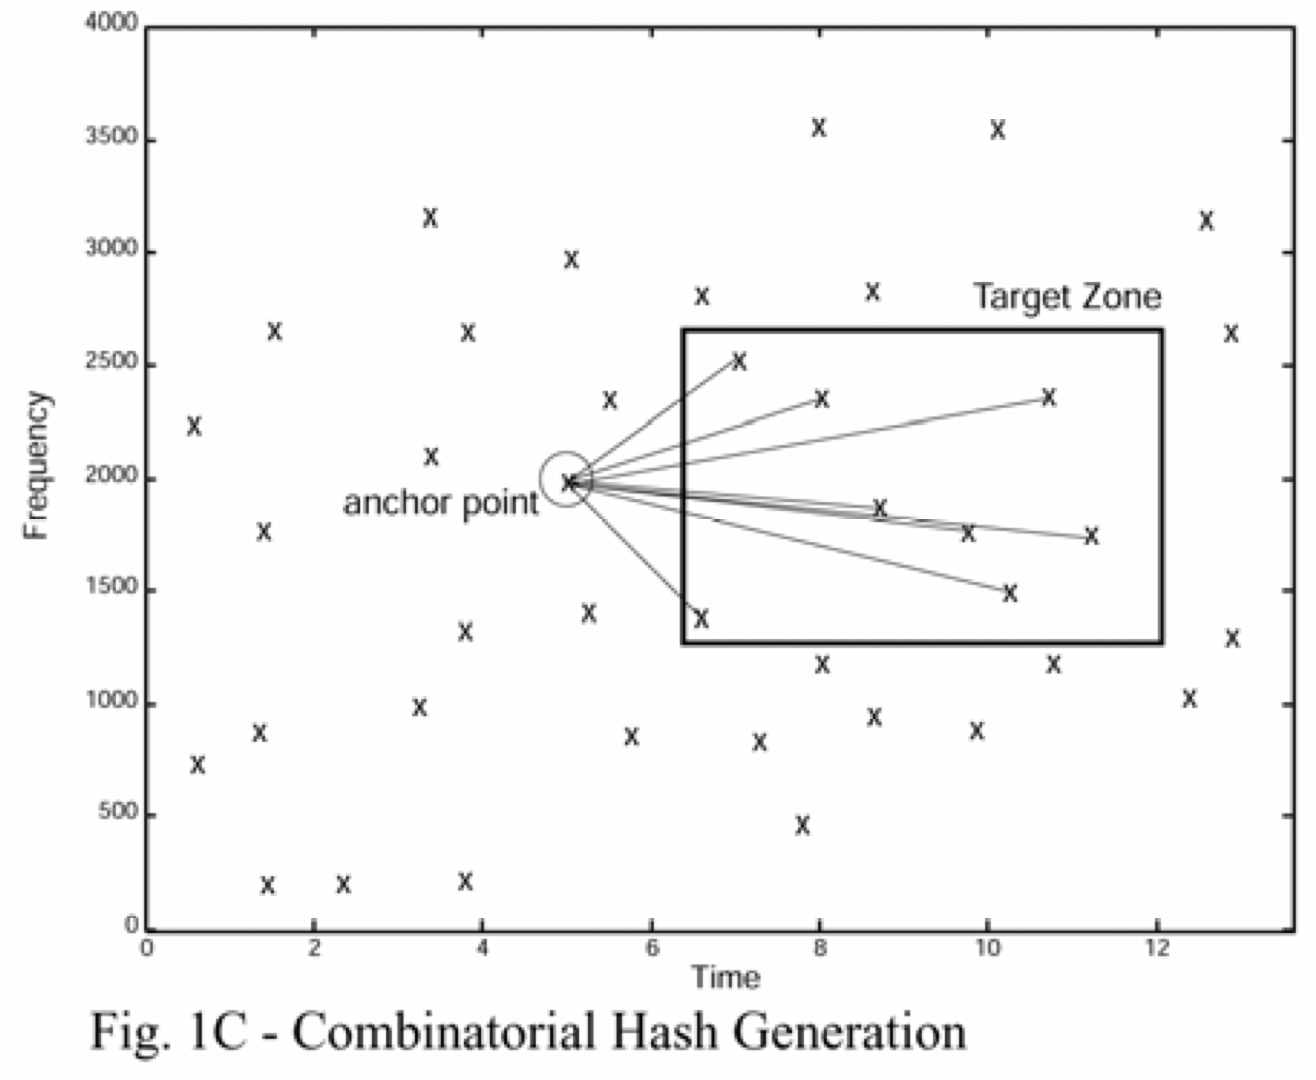 4000
3500
3000
Target Zone
2500
2000
anchor point
1500
1000
500
0
0 2 4 6 8 10 12
Frequency
Time
Fig. 1C - Combinatorial Hash Generation